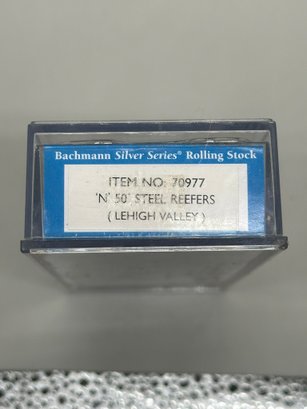 Bachmann Silver Series® Rolling Stock
ITEM NO: 70977
'N' 50' STEEL REEFERS
( LEHIGH VALLEY )